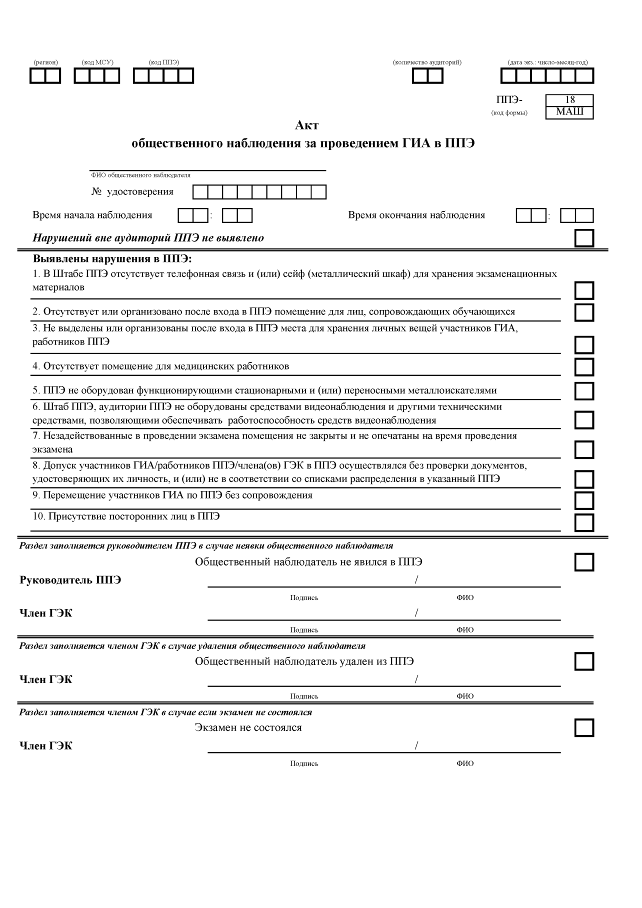 (регион) (код МСУ) (код ППЭ) (количество аудиторий) (дата экз.: число-месяц-год)
ППЭ- 18
(код формы) МАШ
Акт
общественного наблюдения за проведением ГИА в ППЭ
ФИО общественного наблюдателя
№ удостоверения
Время начала наблюдения : Время окончания наблюдения :
Нарушений вне аудиторий ППЭ не выявлено
Выявлены нарушения в ППЭ:
1. В Штабе ППЭ отсутствует телефонная связь и (или) сейф (металлический шкаф) для хранения экзаменационных
материалов
2. Отсутствует или организовано после входа в ППЭ помещение для лиц, сопровождающих обучающихся
3. Не выделены или организованы после входа в ППЭ места для хранения личных вещей участников ГИА,
работников ППЭ
4. Отсутствует помещение для медицинских работников
5. ППЭ не оборудован функционирующими стационарными и (или) переносными металлоискателями
6. Штаб ППЭ, аудитории ППЭ не оборудованы средствами видеонаблюдения и другими техническими
средствами, позволяющими обеспечивать работоспособность средств видеонаблюдения
7. Незадействованные в проведении экзамена помещения не закрыты и не опечатаны на время проведения
экзамена
8. Допуск участников ГИА/работников ППЭ/члена(ов) ГЭК в ППЭ осуществлялся без проверки документов,
удостоверяющих их личность, и (или) не в соответствии со списками распределения в указанный ППЭ
9. Перемещение участников ГИА по ППЭ без сопровождения
10. Присутствие посторонних лиц в ППЭ
Раздел заполняется руководителем ППЭ в случае неявки общественного наблюдателя
Общественный наблюдатель не явился в ППЭ
Руководитель ППЭ /
Подпись ФИО
Член ГЭК /
Подпись ФИО
Раздел заполняется членом ГЭК в случае удаления общественного наблюдателя
Общественный наблюдатель удален из ППЭ
Член ГЭК /
Подпись ФИО
Раздел заполняется членом ГЭК в случае если экзамен не состоялся
Экзамен не состоялся
Член ГЭК /
Подпись ФИО